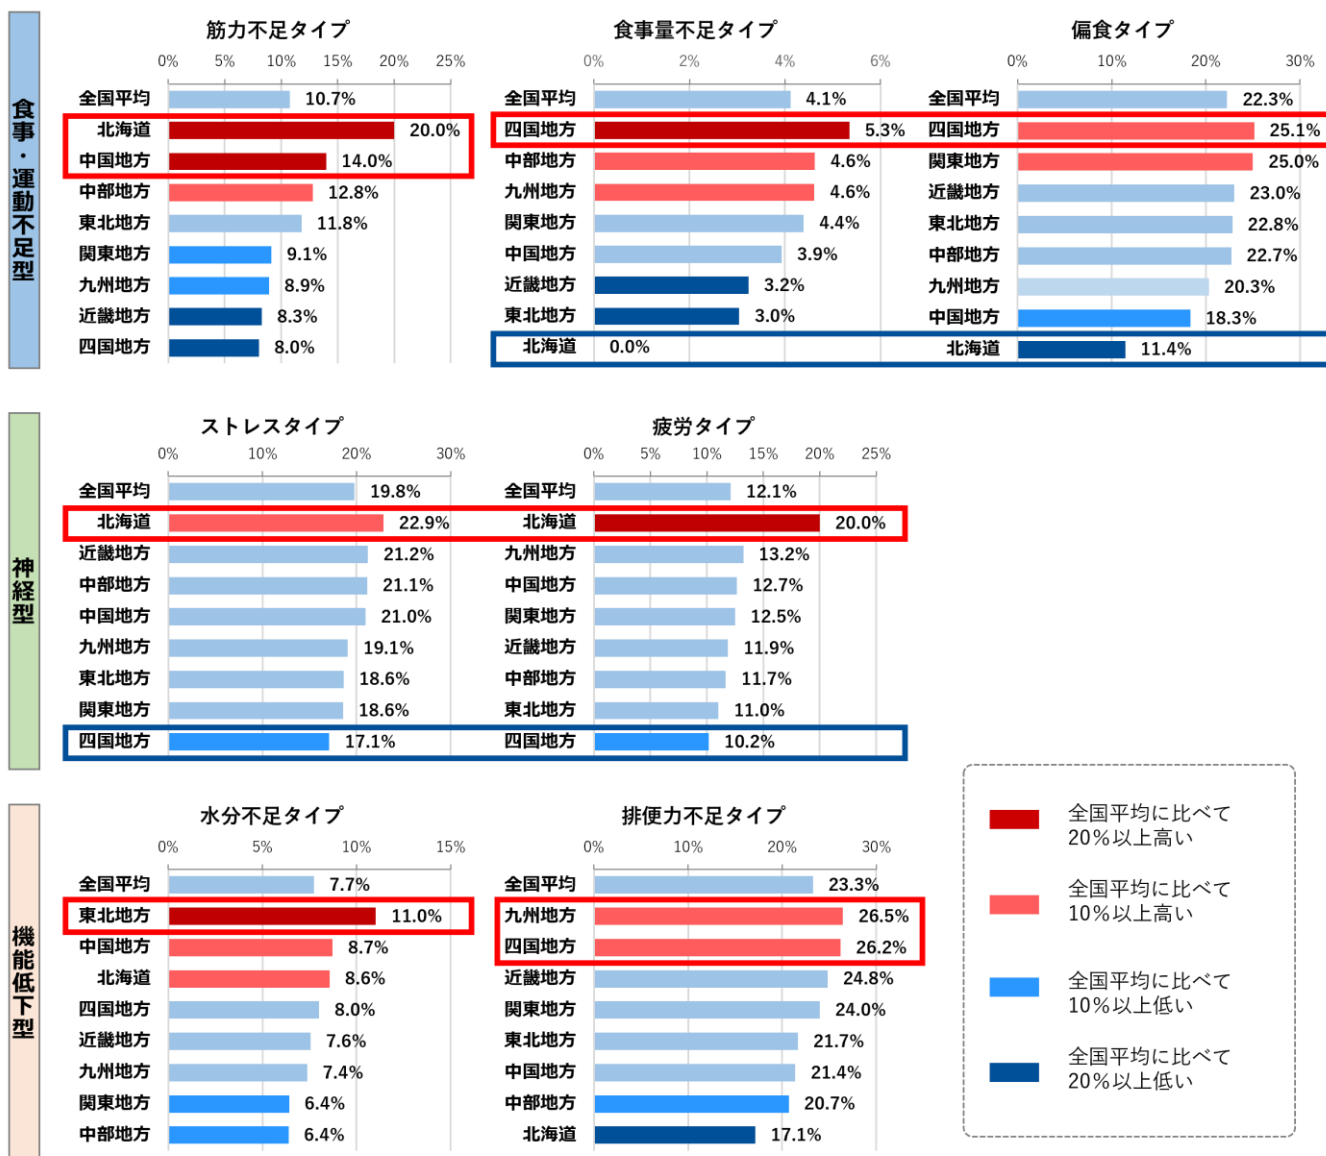 食事・運動不足型
筋力不足タイプ
0% 5% 10% 15% 20% 25%
全国平均 10.7%
北海道 20.0%
中国地方 14.0%
中部地方 12.8%
東北地方 11.8%
関東地方 9.1%
九州地方 8.9%
近畿地方 8.3%
四国地方 8.0%
食事量不足タイプ
0% 2% 4% 6%
全国平均 4.1%
四国地方 5.3%
中部地方 4.6%
九州地方 4.6%
関東地方 4.4%
中国地方 3.9%
近畿地方 3.2%
東北地方 3.0%
北海道 0.0%
偏食タイプ
0% 10% 20% 30%
全国平均 22.3%
四国地方 25.1%
関東地方 25.0%
近畿地方 23.0%
東北地方 22.8%
中部地方 22.7%
九州地方 20.3%
中国地方 18.3%
北海道 11.4%
神経型
ストレスタイプ
0% 10% 20% 30%
全国平均 19.8%
北海道 22.9%
近畿地方 21.2%
中部地方 21.1%
中国地方 21.0%
九州地方 19.1%
東北地方 18.6%
関東地方 18.6%
四国地方 17.1%
疲労タイプ
0% 5% 10% 15% 20% 25%
全国平均 12.1%
北海道 20.0%
九州地方 13.2%
中国地方 12.7%
関東地方 12.5%
近畿地方 11.9%
中部地方 11.7%
東北地方 11.0%
四国地方 10.2%
機能低下型
水分不足タイプ
0% 5% 10% 15%
全国平均 7.7%
東北地方 11.0%
中国地方 8.7%
北海道 8.6%
四国地方 8.0%
近畿地方 7.6%
九州地方 7.4%
関東地方 6.4%
中部地方 6.4%
排便力不足タイプ
0% 10% 20% 30%
全国平均 23.3%
九州地方 26.5%
四国地方 26.2%
近畿地方 24.8%
関東地方 24.0%
東北地方 21.7%
中国地方 21.4%
中部地方 20.7%
北海道 17.1%
全国平均に比べて
20%以上高い
全国平均に比べて
10%以上高い
全国平均に比べて
10%以上低い
全国平均に比べて
20%以上低い